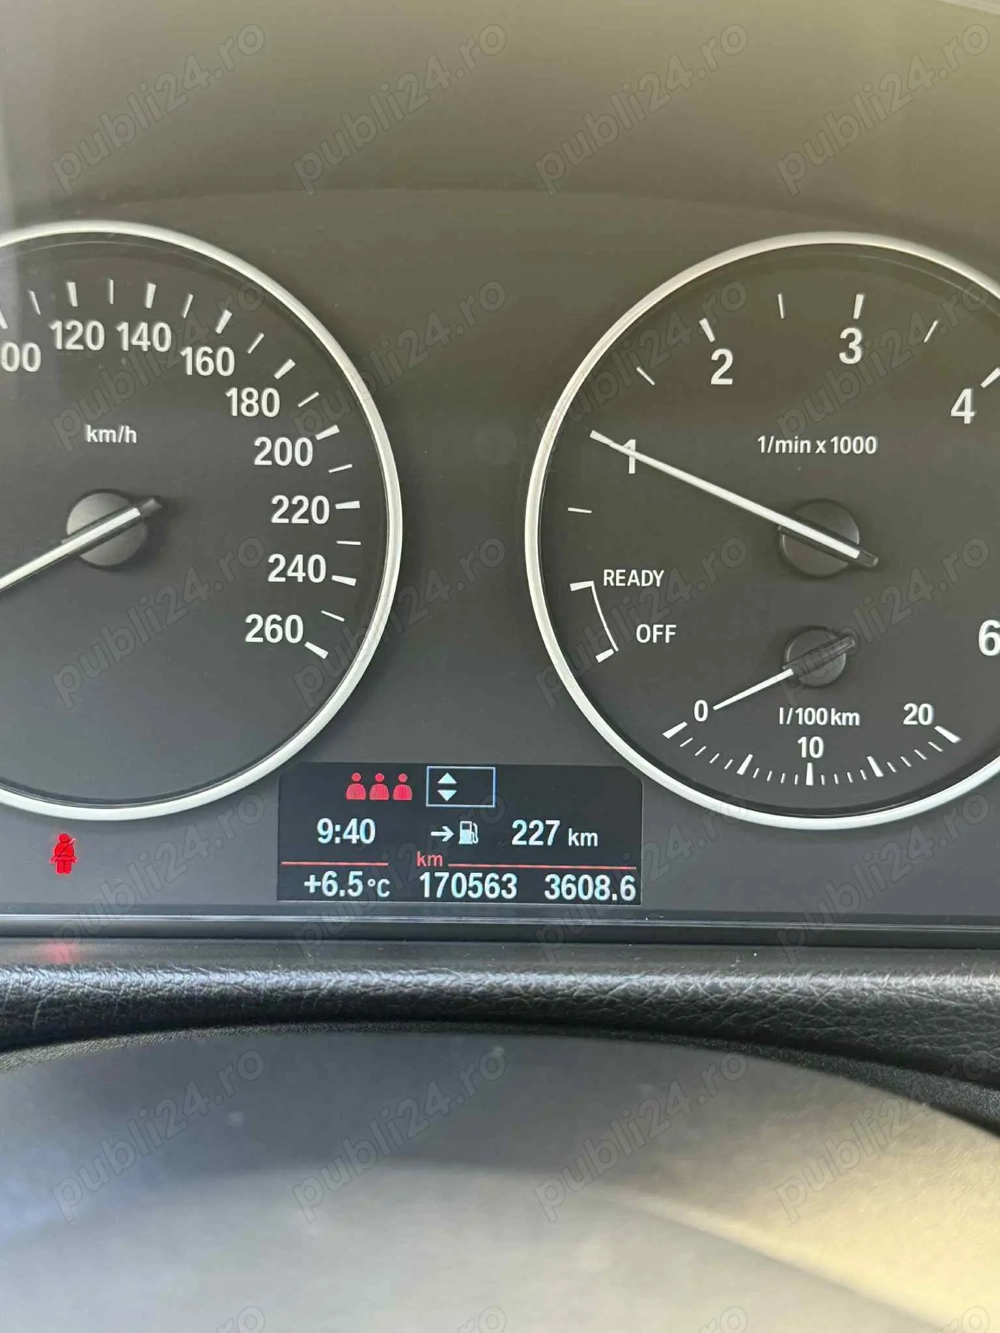 00 120 140 160 180 200 220 240 260
km/h
1 2 3 4 6
1/min x 1000
READY
OFF
0 10 20
l/100km
9:40 227 km
km
+6.5°C 170563 3608.6
publi24.ro